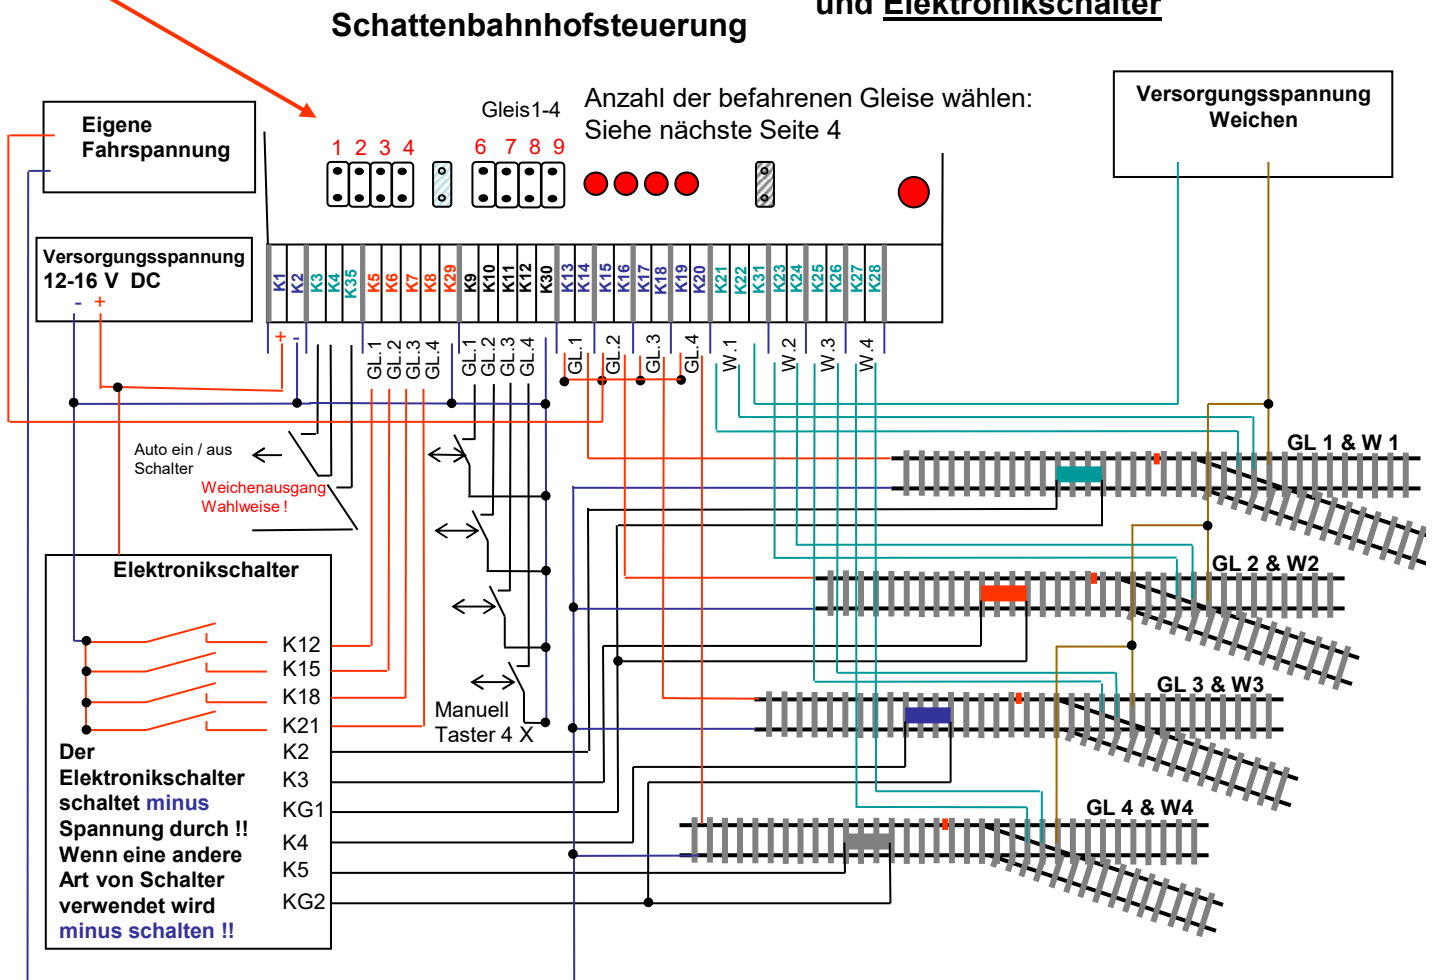 und Elektronikschalter
Schattenbahnhofsteuerung
Eigene
Fahrspannung
Gleis1-4
Anzahl der befahrenen Gleise wählen:
Siehe nächste Seite 4
Versorgungsspannung
Weichen
1 2 3 4
6 7 8 9
Versorgungsspannung
12-16 V DC
- +
K1 K2 K3 K4 K35 K5 K6 K7 K8 K29 K9 K10 K11 K12 K30 K13 K14 K15 K16 K17 K18 K19 K20 K21 K22 K31 K23 K24 K25 K26 K27 K28
+ -
GL.1 GL.2 GL.3 GL.4
GL.1 GL.2 GL.3 GL.4
GL.1 GL.2 GL.3 GL.4
W.1 W.2 W.3 W.4
Auto ein / aus
Schalter
Weichenausgang
Wahlweise !
GL 1 & W 1
GL 2 & W2
GL 3 & W3
GL 4 & W4
Manuell
Taster 4 X
Elektronikschalter
K12
K15
K18
K21
K2
K3
KG1
K4
K5
KG2
Der
Elektronikschalter
schaltet minus
Spannung durch !!
Wenn eine andere
Art von Schalter
verwendet wird
minus schalten !!